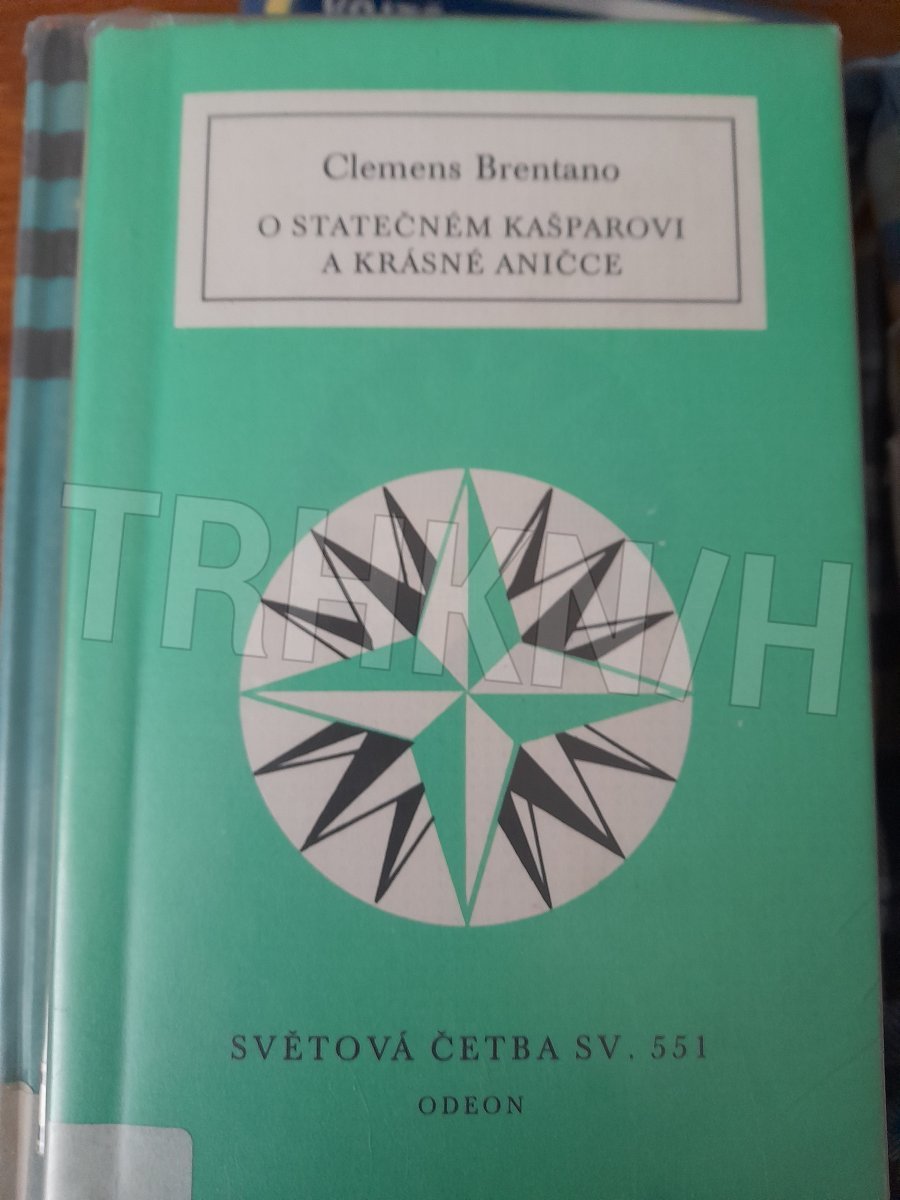 Clemens Brentano
O STATEČNÉM KAŠPAROVI
A KRÁSNÉ ANIČCE
TRHKNIH
SVĚTOVÁ ČETBA SV. 551
ODEON